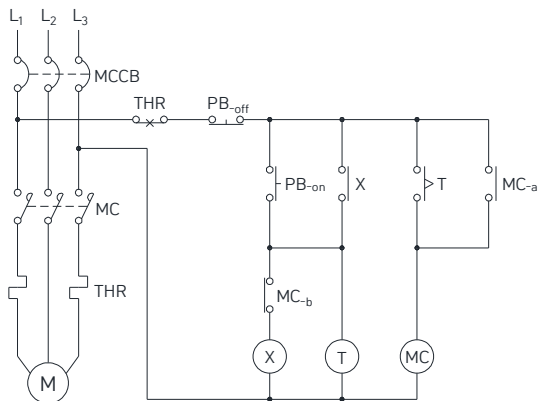 L1 L2 L3
MCCB
THR PB-off
PB-on X T MC-a
MC
THR
MC-b
X T MC
M